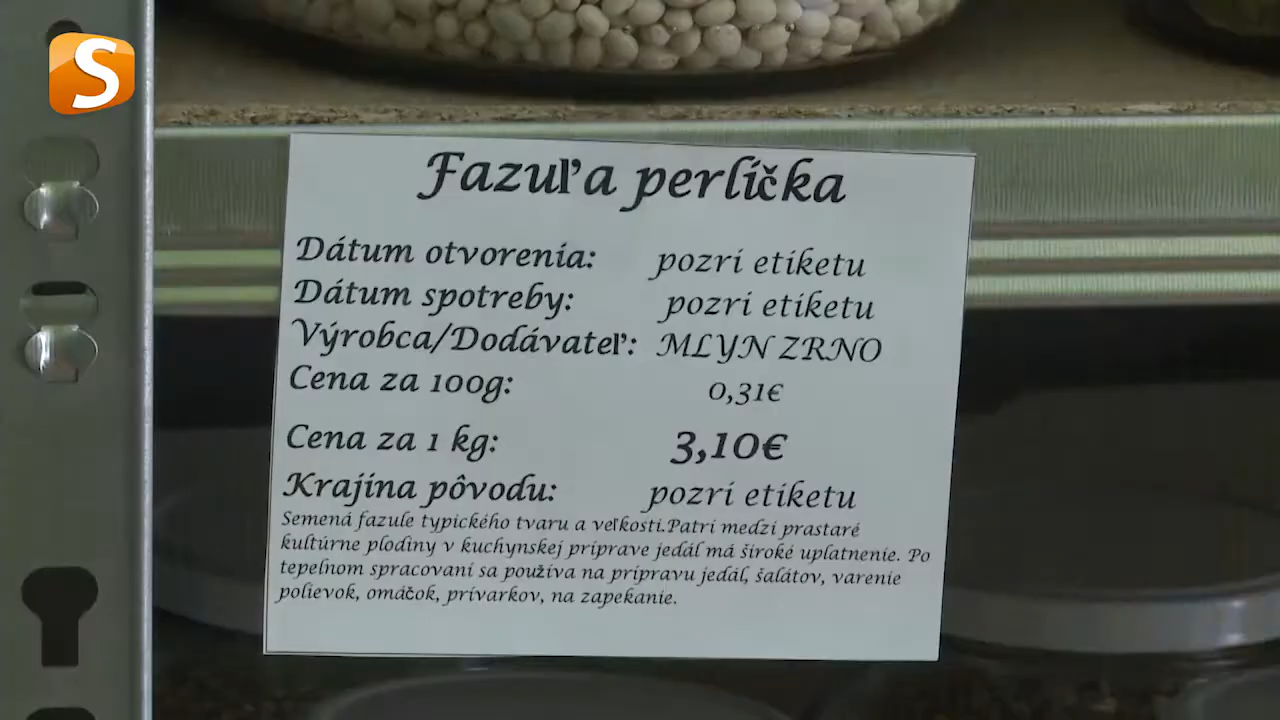 S
Fazuľa perlička
Dátum otvorenia: pozri etiketu
Dátum spotreby: pozri etiketu
Výrobca/Dodávateľ: MLYN ZRNO
Cena za 100g: 0,31€
Cena za 1 kg: 3,10€
Krajina pôvodu: pozri etiketu
Semená fazule typického tvaru a veľkosti.Patrí medzi prastaré
kultúrne plodiny v kuchynskej príprave jedál má široké uplatnenie. Po
tepelnom spracovaní sa používa na prípravu jedál, šalátov, varenie
polievok, omáčok, prívarkov, na zapekanie.